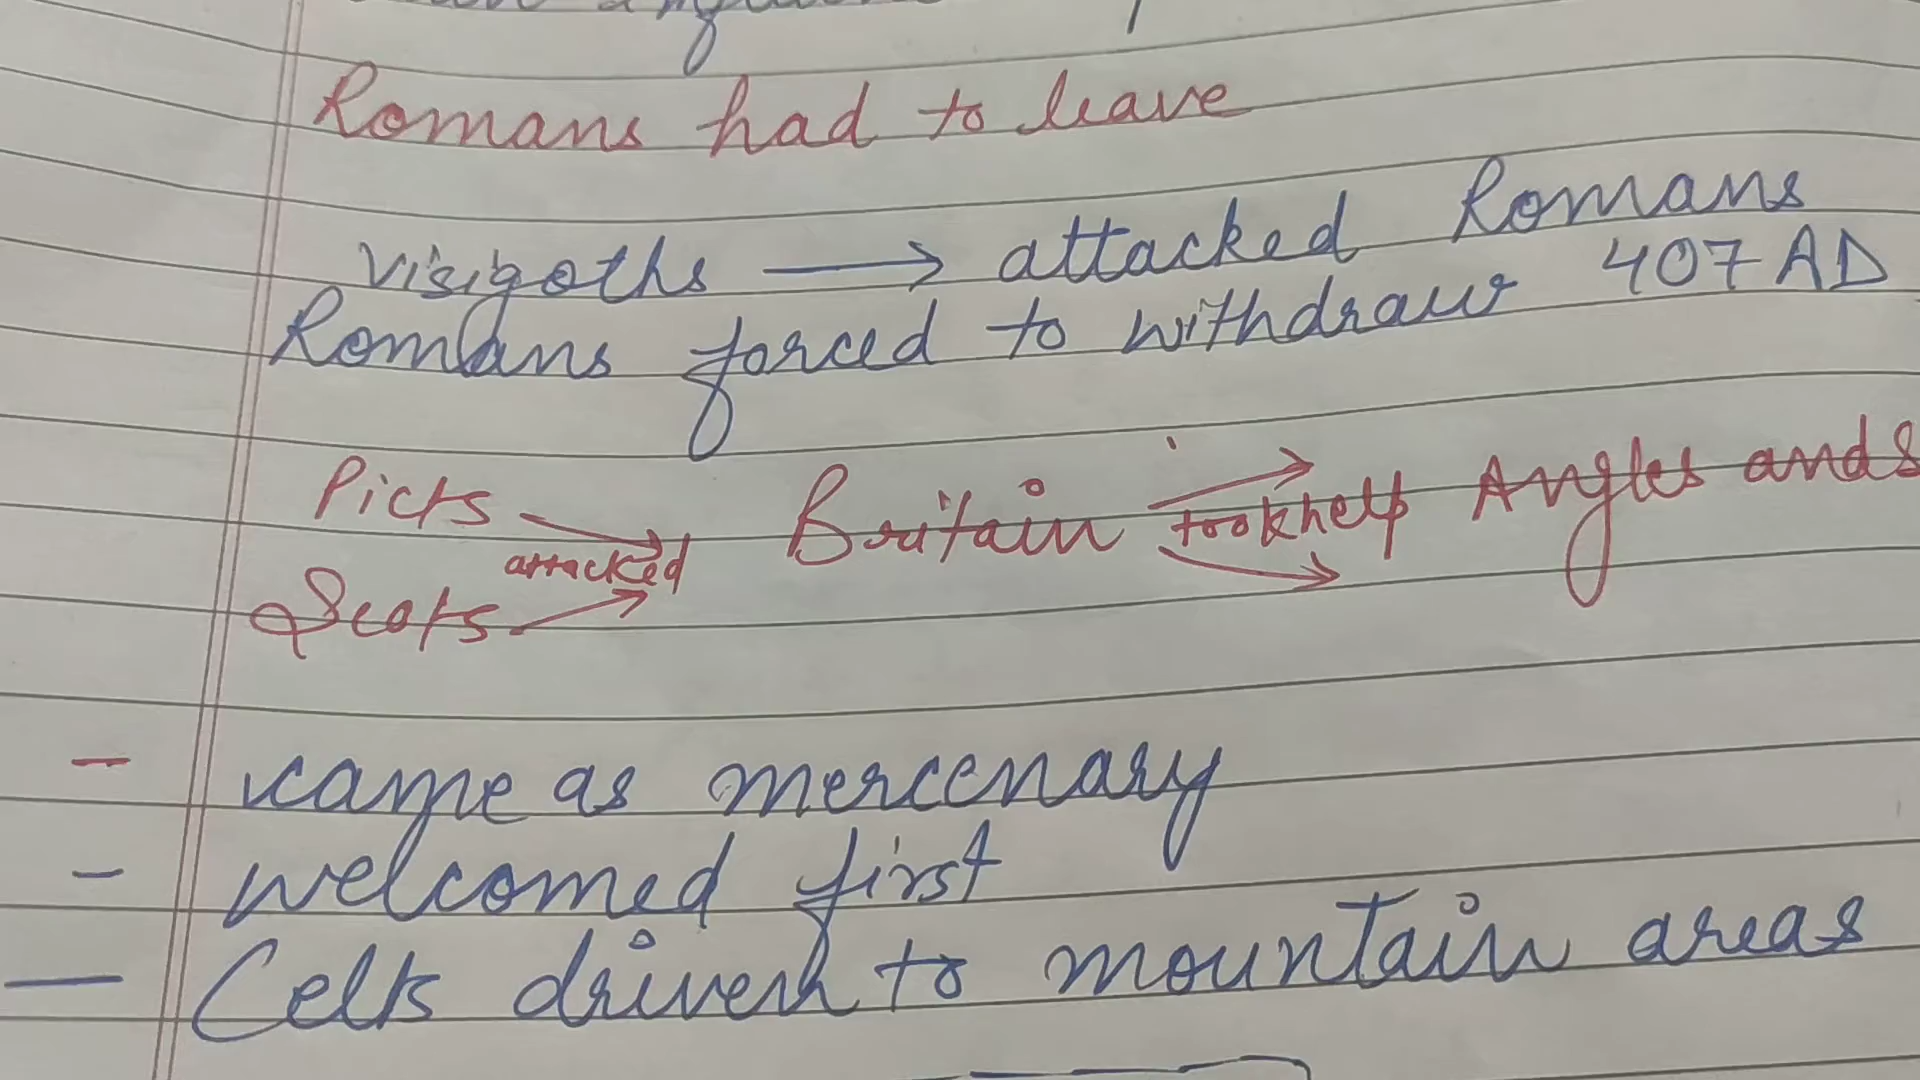 Romans had to leave
Visigoths → attacked Romans
Romans forced to withdraw 407 AD
Picts → attacked Britain → took help Angles and S
Scots →
- came as mercenary
- welcomed first
- Celts driven to mountain areas